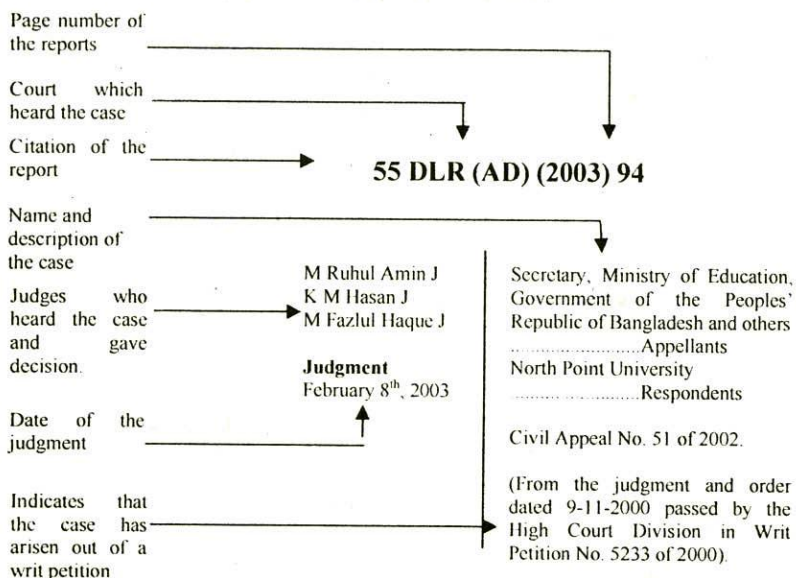 Page number of
the reports
Court which
heard the case
Citation of the
report
55 DLR (AD) (2003) 94
Name and
description of
the case
Judges who
heard the case
and gave
decision.
M Ruhul Amin J
K M Hasan J
M Fazlul Haque J
Judgment
February 8th, 2003
Date of the
judgment
Indicates that
the case has
arisen out of a
writ petition
Secretary, Ministry of Education,
Government of the Peoples'
Republic of Bangladesh and others
..........................Appellants
North Point University
..........................Respondents
Civil Appeal No. 51 of 2002.
(From the judgment and order
dated 9-11-2000 passed by the
High Court Division in Writ
Petition No. 5233 of 2000).